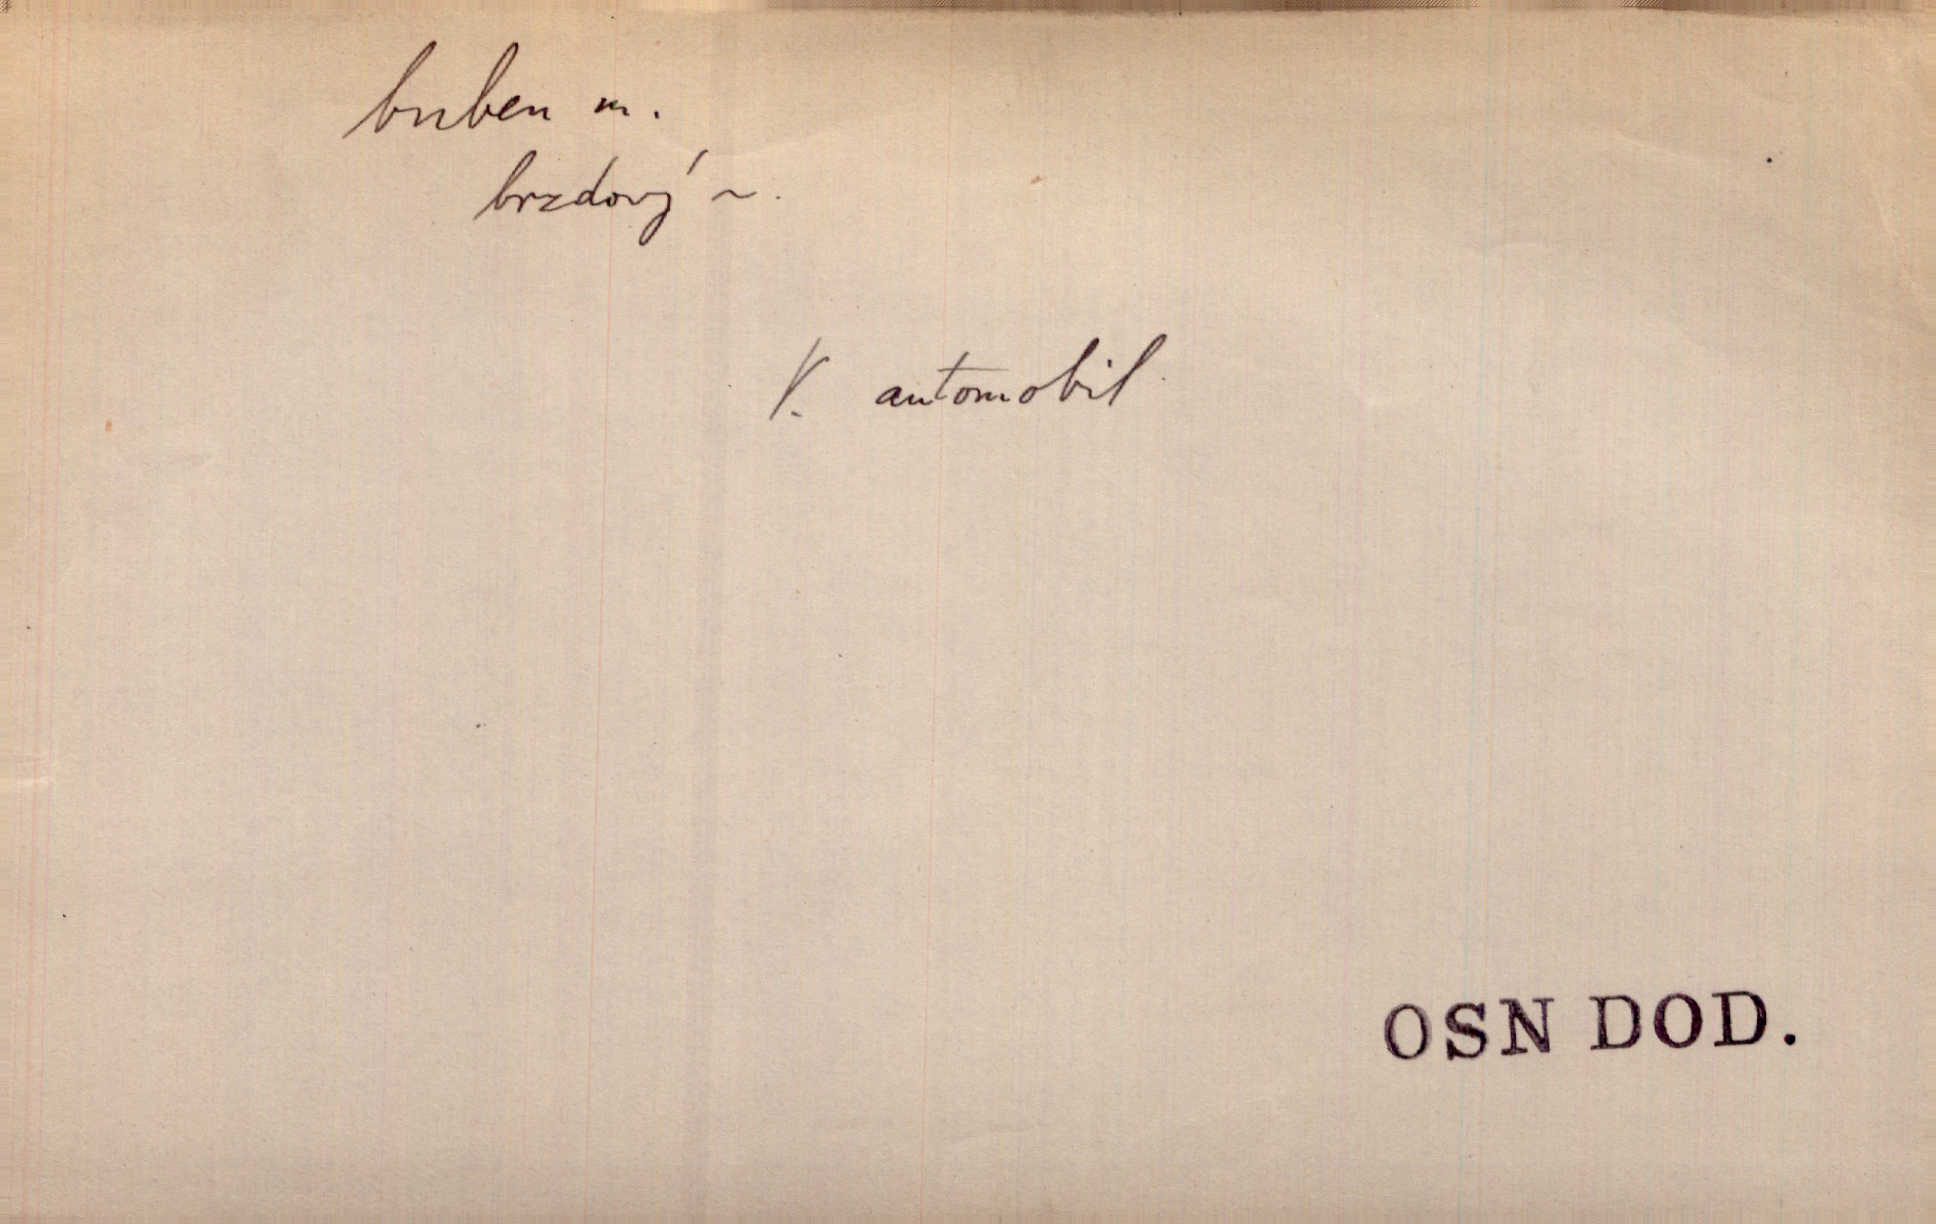 buben m.
brzdový ~.
V. automobil
OSN DOD.